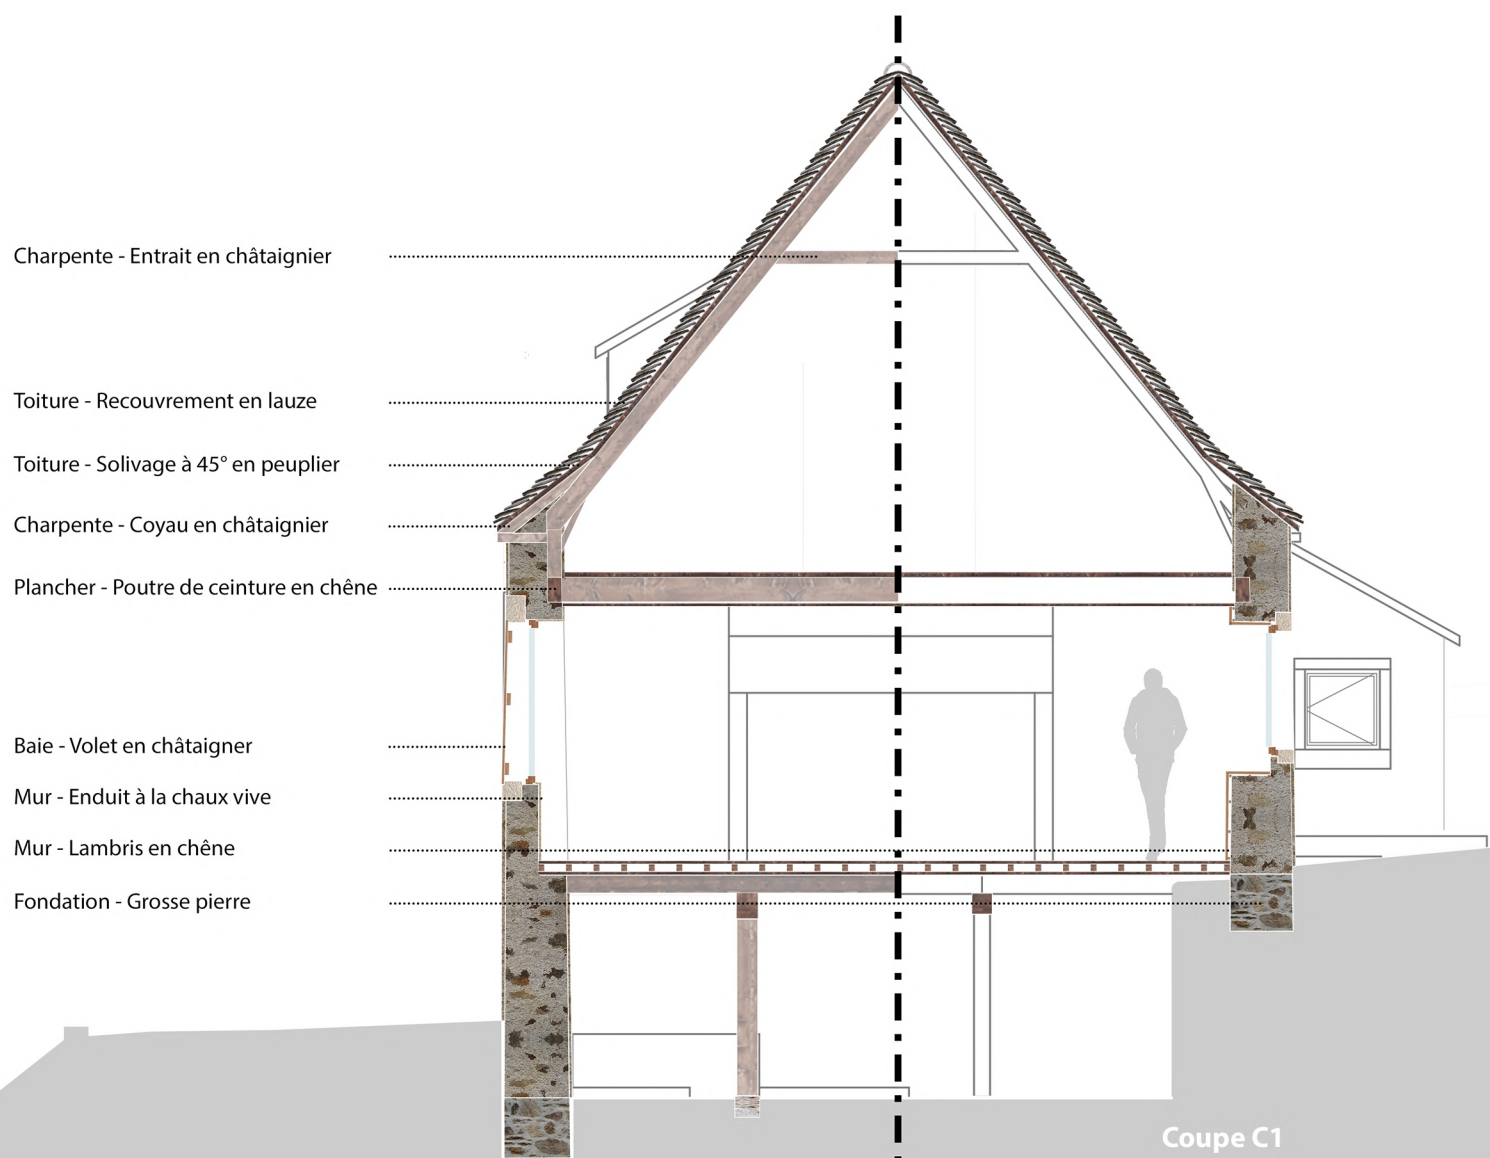 Charpente - Entrait en châtaignier
Toiture - Recouvrement en lauze
Toiture - Solivage à 45° en peuplier
Charpente - Coyau en châtaignier
Plancher - Poutre de ceinture en chêne
Baie - Volet en châtaigner
Mur - Enduit à la chaux vive
Mur - Lambris en chêne
Fondation - Grosse pierre
Coupe C1